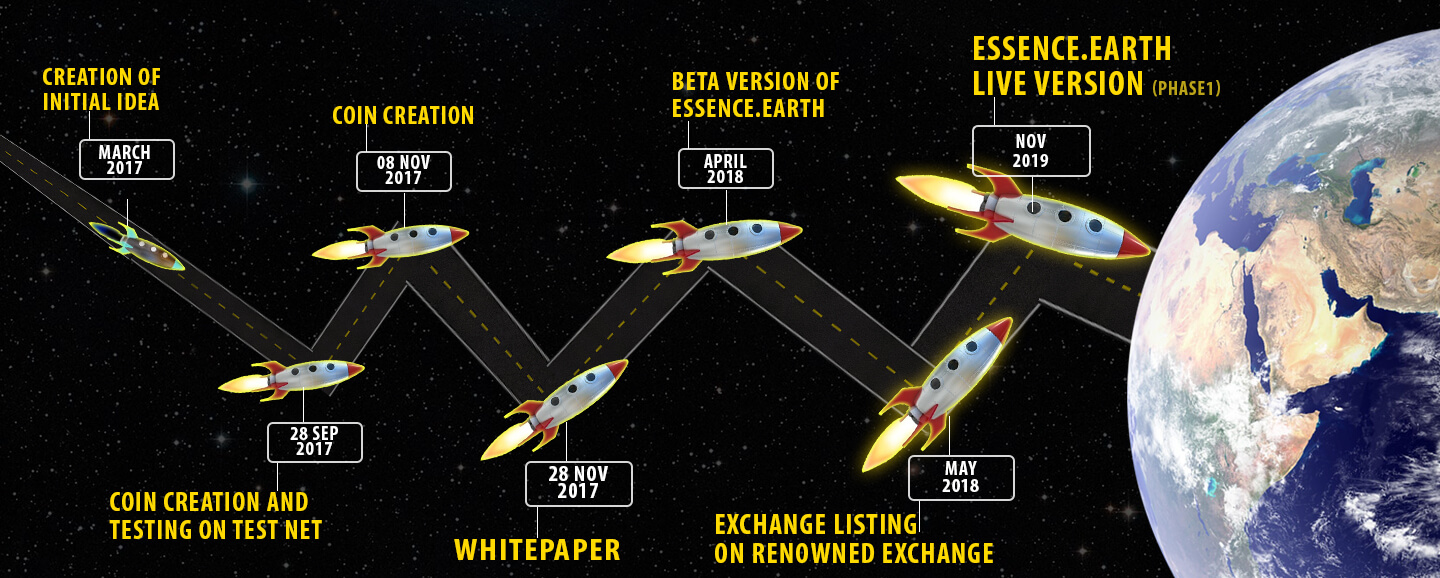 CREATION OF
INITIAL IDEA
MARCH
2017
28 SEP
2017
COIN CREATION AND
TESTING ON TEST NET
COIN CREATION
08 NOV
2017
28 NOV
2017
WHITEPAPER
BETA VERSION OF
ESSENCE.EARTH
APRIL
2018
MAY
2018
EXCHANGE LISTING
ON RENOWNED EXCHANGE
ESSENCE.EARTH
LIVE VERSION (PHASE1)
NOV
2019